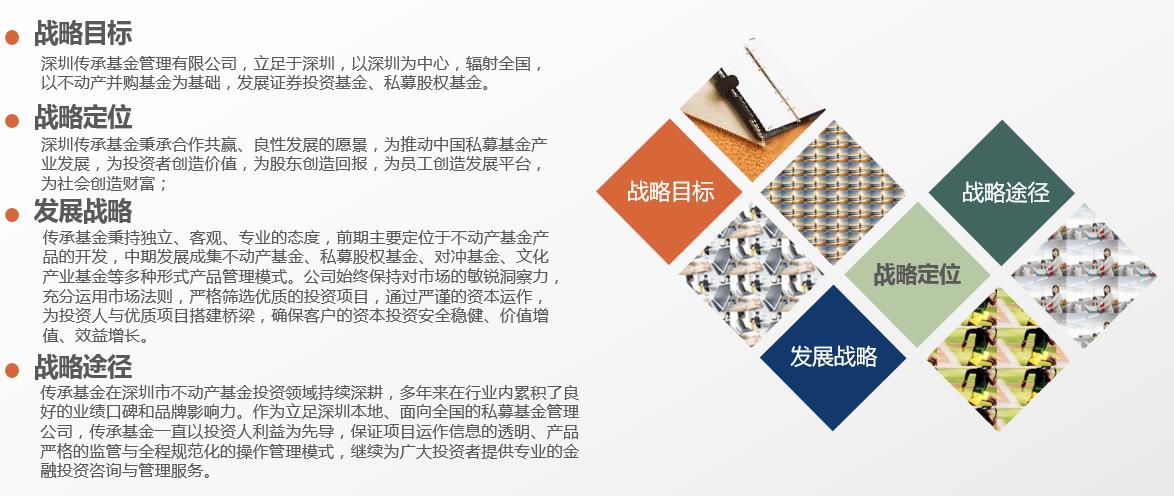 战略目标
深圳传承基金管理有限公司，立足于深圳，以深圳为中心，辐射全国，
以不动产并购基金为基础，发展证券投资基金、私募股权基金。
战略定位
深圳传承基金秉承合作共赢、良性发展的愿景，为推动中国私募基金产
业发展，为投资者创造价值，为股东创造回报，为员工创造发展平台，
为社会创造财富；
发展战略
传承基金秉持独立、客观、专业的态度，前期主要定位于不动产基金产
品的开发，中期发展成集不动产基金、私募股权基金、对冲基金、文化
产业基金等多种形式产品管理模式。公司始终保持对市场的敏锐洞察力，
充分运用市场法则，严格筛选优质的投资项目，通过严谨的资本运作，
为投资人与优质项目搭建桥梁，确保客户的资本投资安全稳健、价值增
值、效益增长。
战略途径
传承基金在深圳市不动产基金投资领域持续深耕，多年来在行业内累积了良
好的业绩口碑和品牌影响力。作为立足深圳本地、面向全国的私募基金管理
公司，传承基金一直以投资人利益为先导，保证项目运作信息的透明、产品
严格的监管与全程规范化的操作管理模式，继续为广大投资者提供专业的金
融投资咨询与管理服务。
战略目标
战略途径
战略定位
发展战略